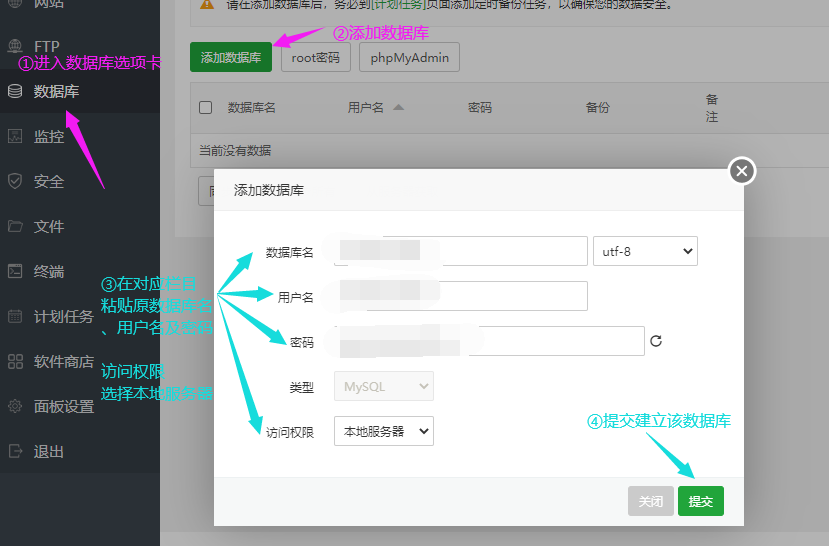 网站
FTP
①进入数据库选项卡
数据库
监控
安全
文件
终端
计划任务
软件商店
面板设置
退出
请在添加数据库后，务必到[计划任务]页面添加定时备份任务，以确保您的数据安全。
②添加数据库
添加数据库 root密码 phpMyAdmin
数据库名 用户名 密码 备份 备注
当前没有数据
添加数据库
数据库名 utf-8
用户名
密码
类型 MySQL
访问权限 本地服务器
③在对应栏目
粘贴原数据库名
、用户名及密码
访问权限
选择本地服务器
④提交建立该数据库
关闭 提交